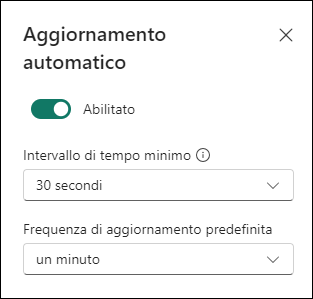 Aggiornamento
automatico
Abilitato
Intervallo di tempo minimo
30 secondi
Frequenza di aggiornamento predefinita
un minuto